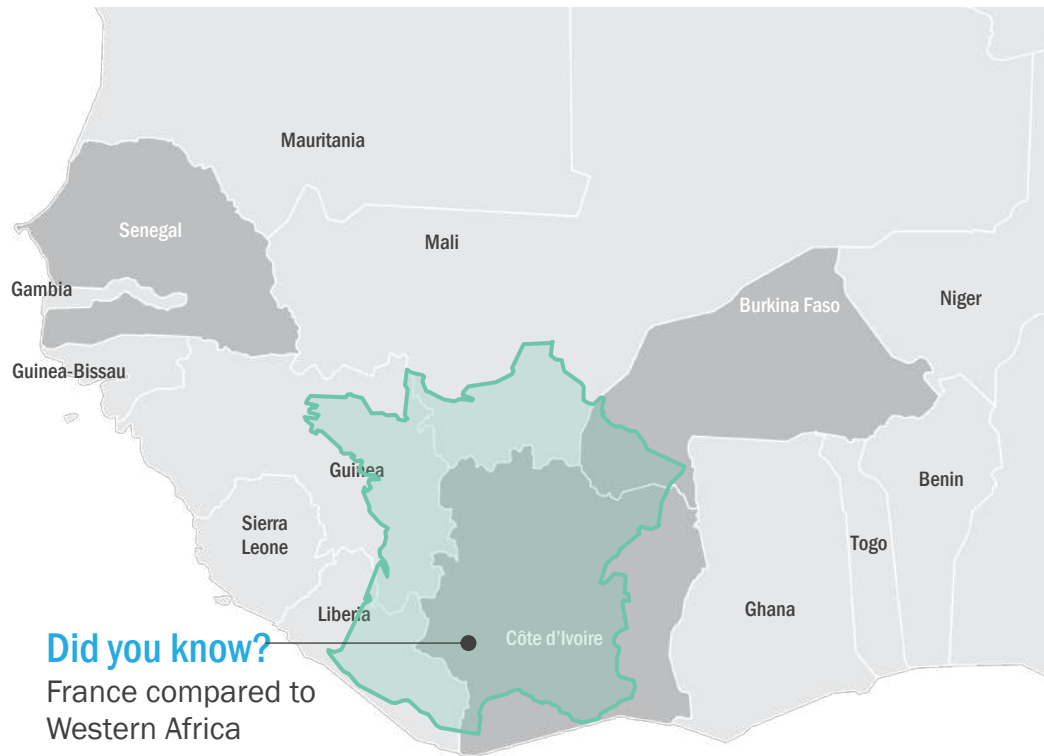 Mauritania
Senegal
Mali
Gambia
Niger
Burkina Faso
Guinea-Bissau
Guinea
Benin
Sierra
Leone
Togo
Ghana
Liberia
Côte d’Ivoire
Did you know?
France compared to
Western Africa